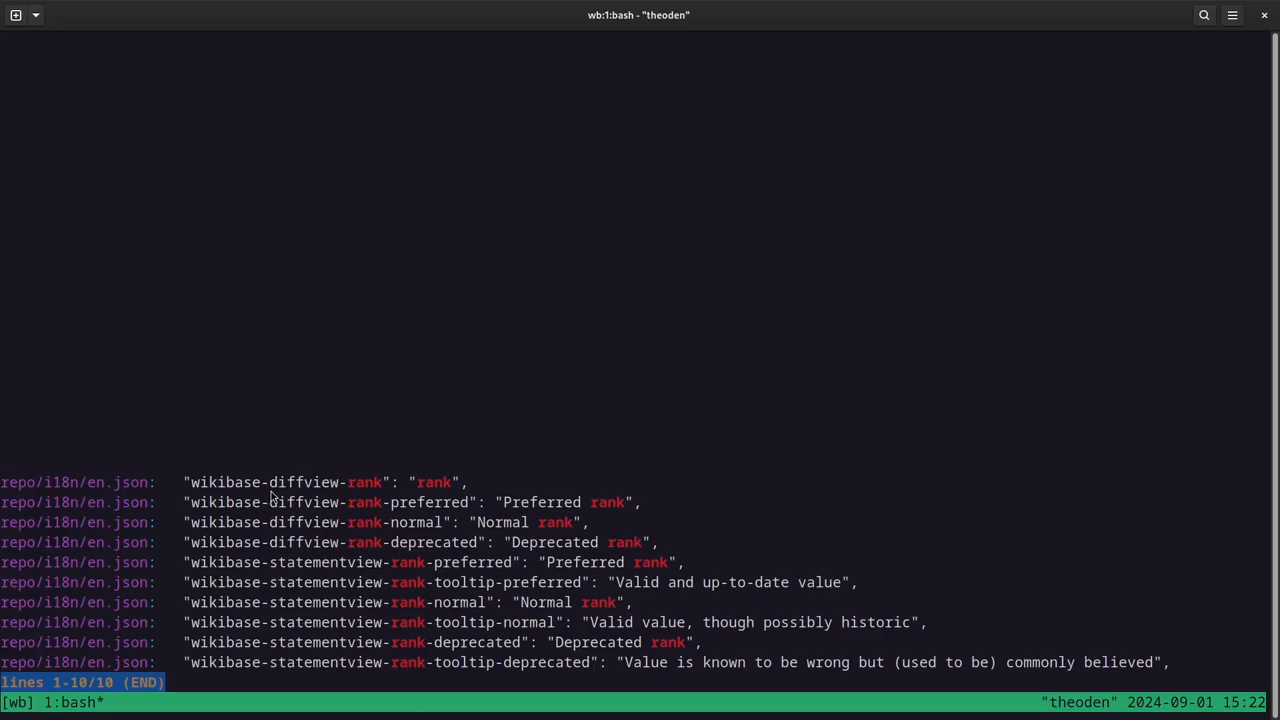 wb:1:bash - "theoden"
repo/i18n/en.json:   "wikibase-diffview-rank": "rank",
repo/i18n/en.json:   "wikibase-diffview-rank-preferred": "Preferred rank",
repo/i18n/en.json:   "wikibase-diffview-rank-normal": "Normal rank",
repo/i18n/en.json:   "wikibase-diffview-rank-deprecated": "Deprecated rank",
repo/i18n/en.json:   "wikibase-statementview-rank-preferred": "Preferred rank",
repo/i18n/en.json:   "wikibase-statementview-rank-tooltip-preferred": "Valid and up-to-date value",
repo/i18n/en.json:   "wikibase-statementview-rank-normal": "Normal rank",
repo/i18n/en.json:   "wikibase-statementview-rank-tooltip-normal": "Valid value, though possibly historic",
repo/i18n/en.json:   "wikibase-statementview-rank-deprecated": "Deprecated rank",
repo/i18n/en.json:   "wikibase-statementview-rank-tooltip-deprecated": "Value is known to be wrong but (used to be) commonly believed",
lines 1-10/10 (END)
[wb] 1:bash* "theoden" 2024-09-01 15:22